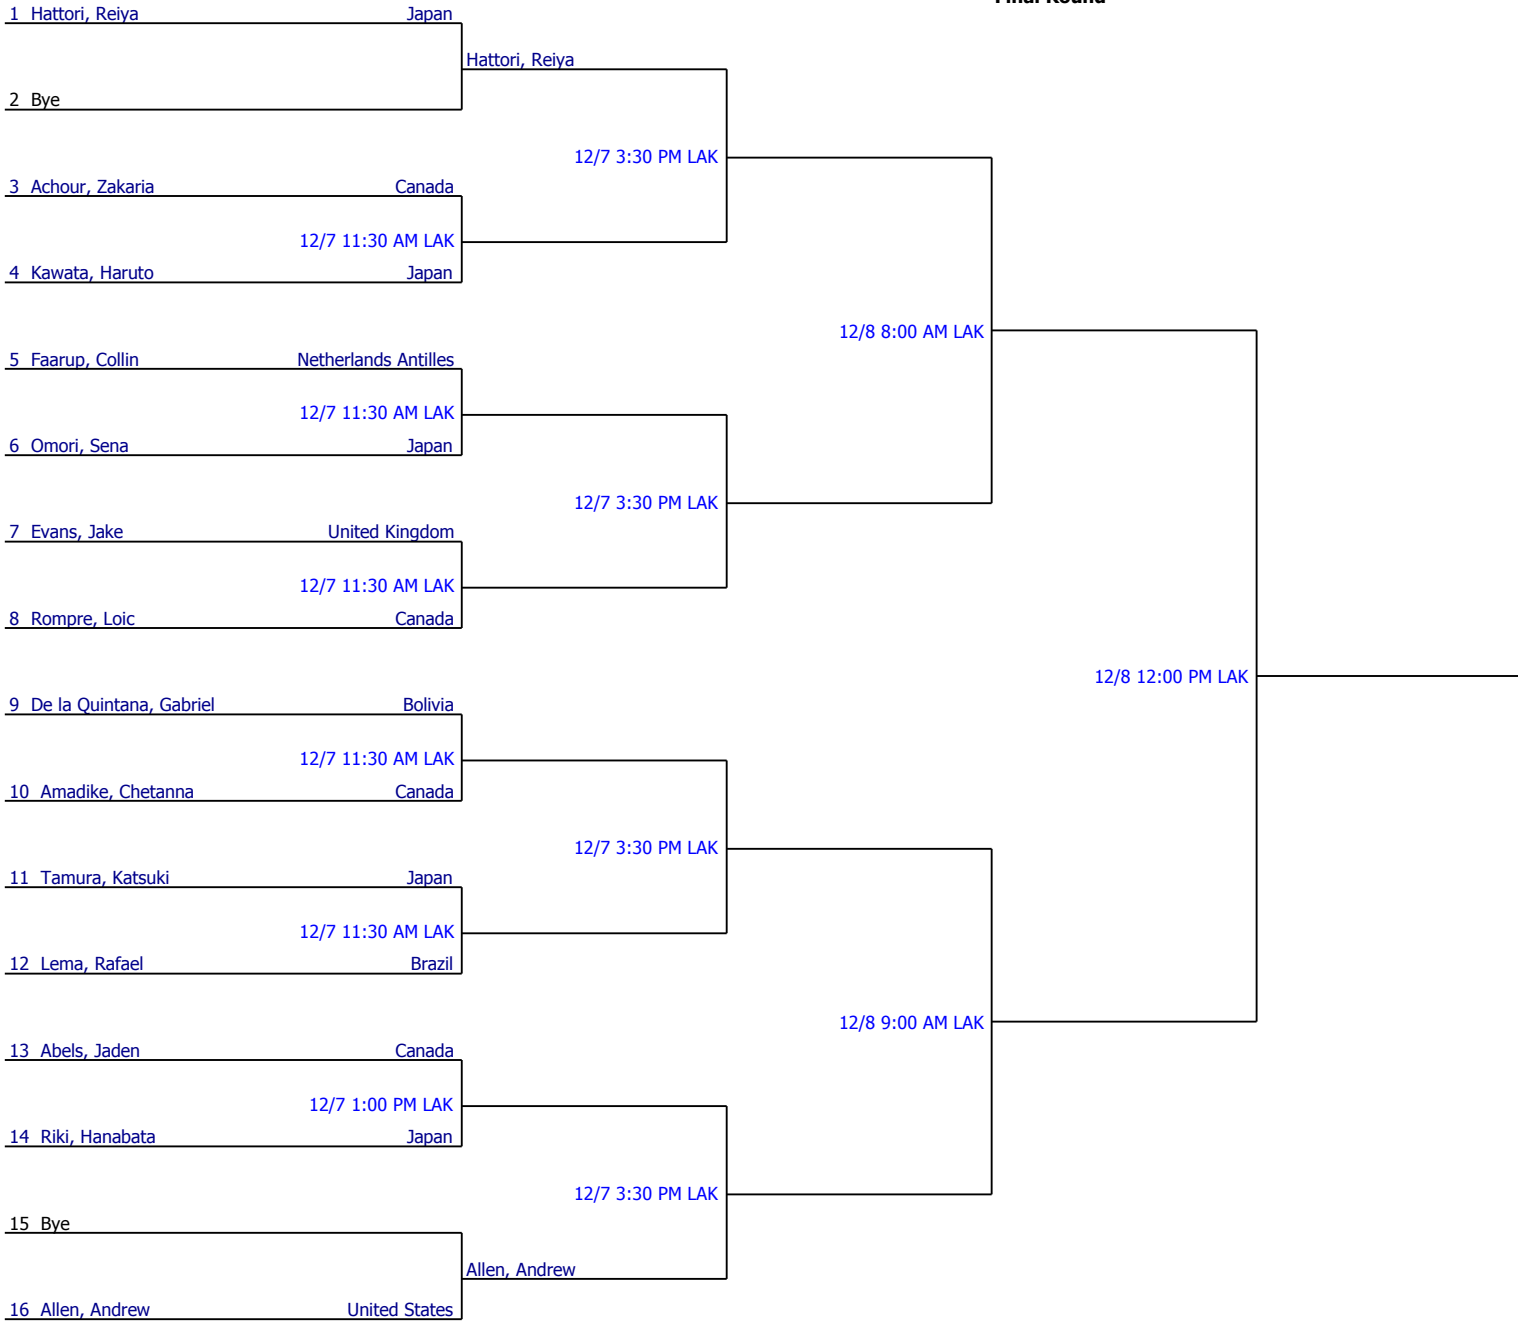 Final Round
1 Hattori, Reiya Japan
Hattori, Reiya
2 Bye
12/7 3:30 PM LAK
3 Achour, Zakaria Canada
12/7 11:30 AM LAK
4 Kawata, Haruto Japan
12/8 8:00 AM LAK
5 Faarup, Collin Netherlands Antilles
12/7 11:30 AM LAK
6 Omori, Sena Japan
12/7 3:30 PM LAK
7 Evans, Jake United Kingdom
12/7 11:30 AM LAK
8 Rompre, Loic Canada
12/8 12:00 PM LAK
9 De la Quintana, Gabriel Bolivia
12/7 11:30 AM LAK
10 Amadike, Chetanna Canada
12/7 3:30 PM LAK
11 Tamura, Katsuki Japan
12/7 11:30 AM LAK
12 Lema, Rafael Brazil
12/8 9:00 AM LAK
13 Abels, Jaden Canada
12/7 1:00 PM LAK
14 Riki, Hanabata Japan
12/7 3:30 PM LAK
15 Bye
Allen, Andrew
16 Allen, Andrew United States